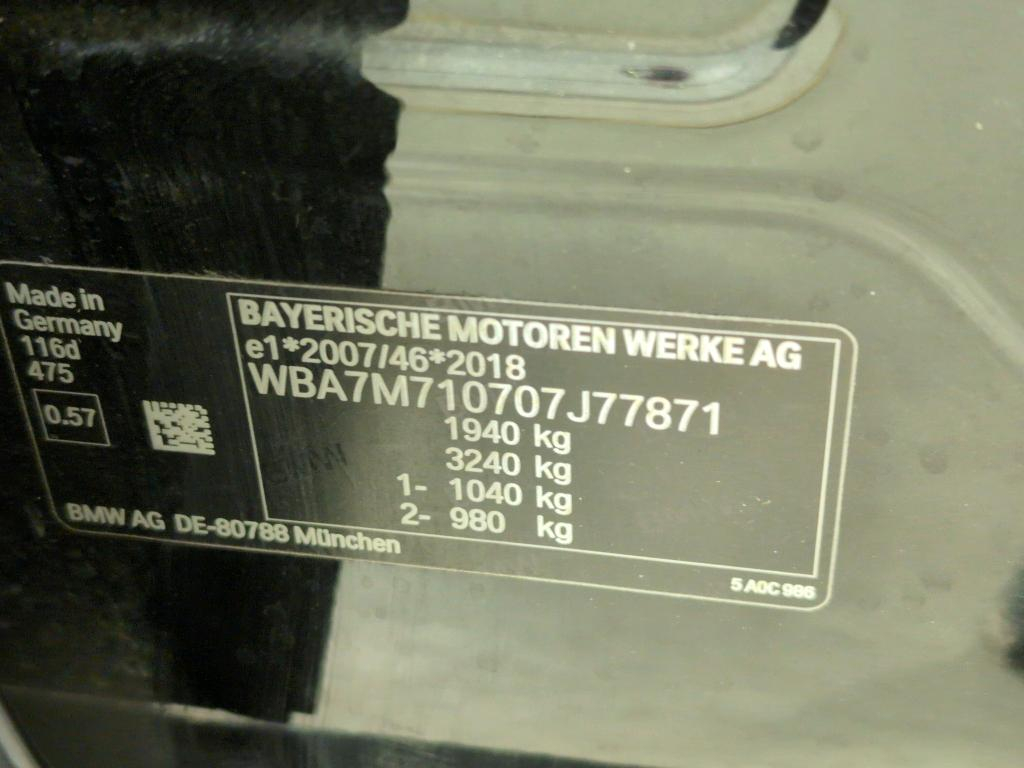 Made in
Germany
116d
475
0.57
BMW AG DE-80788 München
BAYERISCHE MOTOREN WERKE AG
e1*2007/46*2018
WBA7M710707J77871
1940 kg
3240 kg
1- 1040 kg
2- 980 kg
5 A0C 986